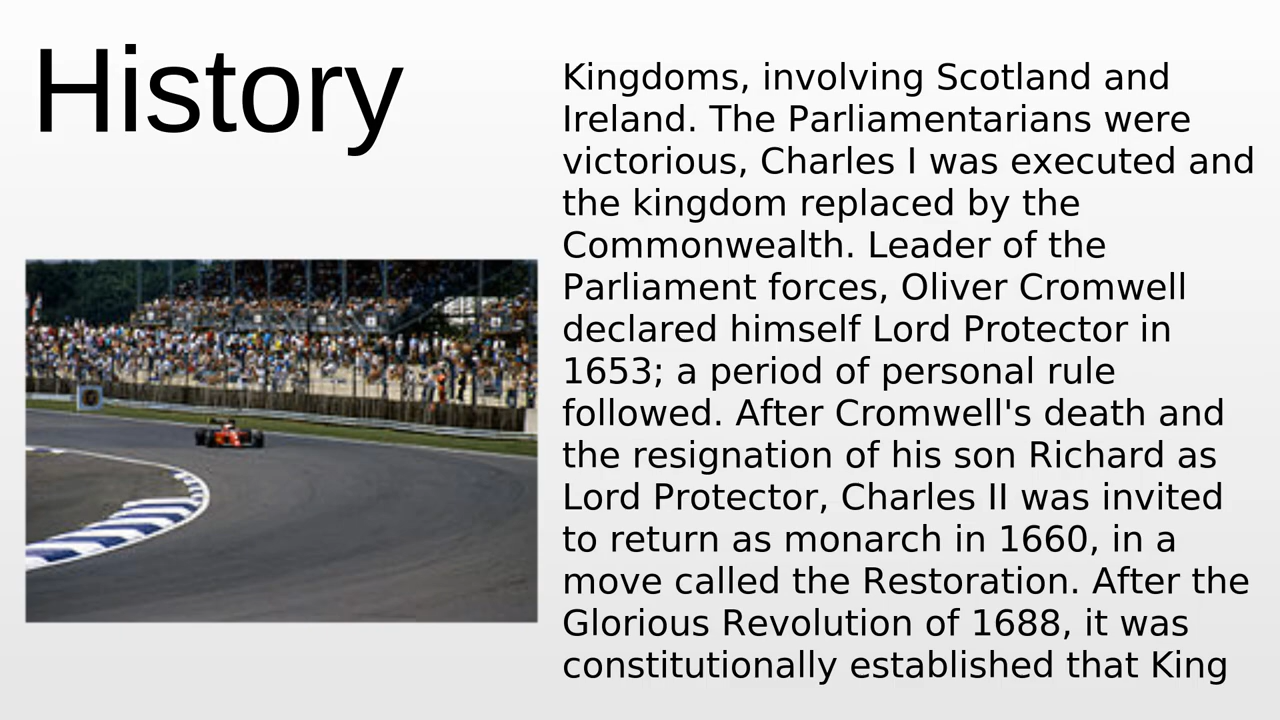 History
Kingdoms, involving Scotland and
Ireland. The Parliamentarians were
victorious, Charles I was executed and
the kingdom replaced by the
Commonwealth. Leader of the
Parliament forces, Oliver Cromwell
declared himself Lord Protector in
1653; a period of personal rule
followed. After Cromwell's death and
the resignation of his son Richard as
Lord Protector, Charles II was invited
to return as monarch in 1660, in a
move called the Restoration. After the
Glorious Revolution of 1688, it was
constitutionally established that King